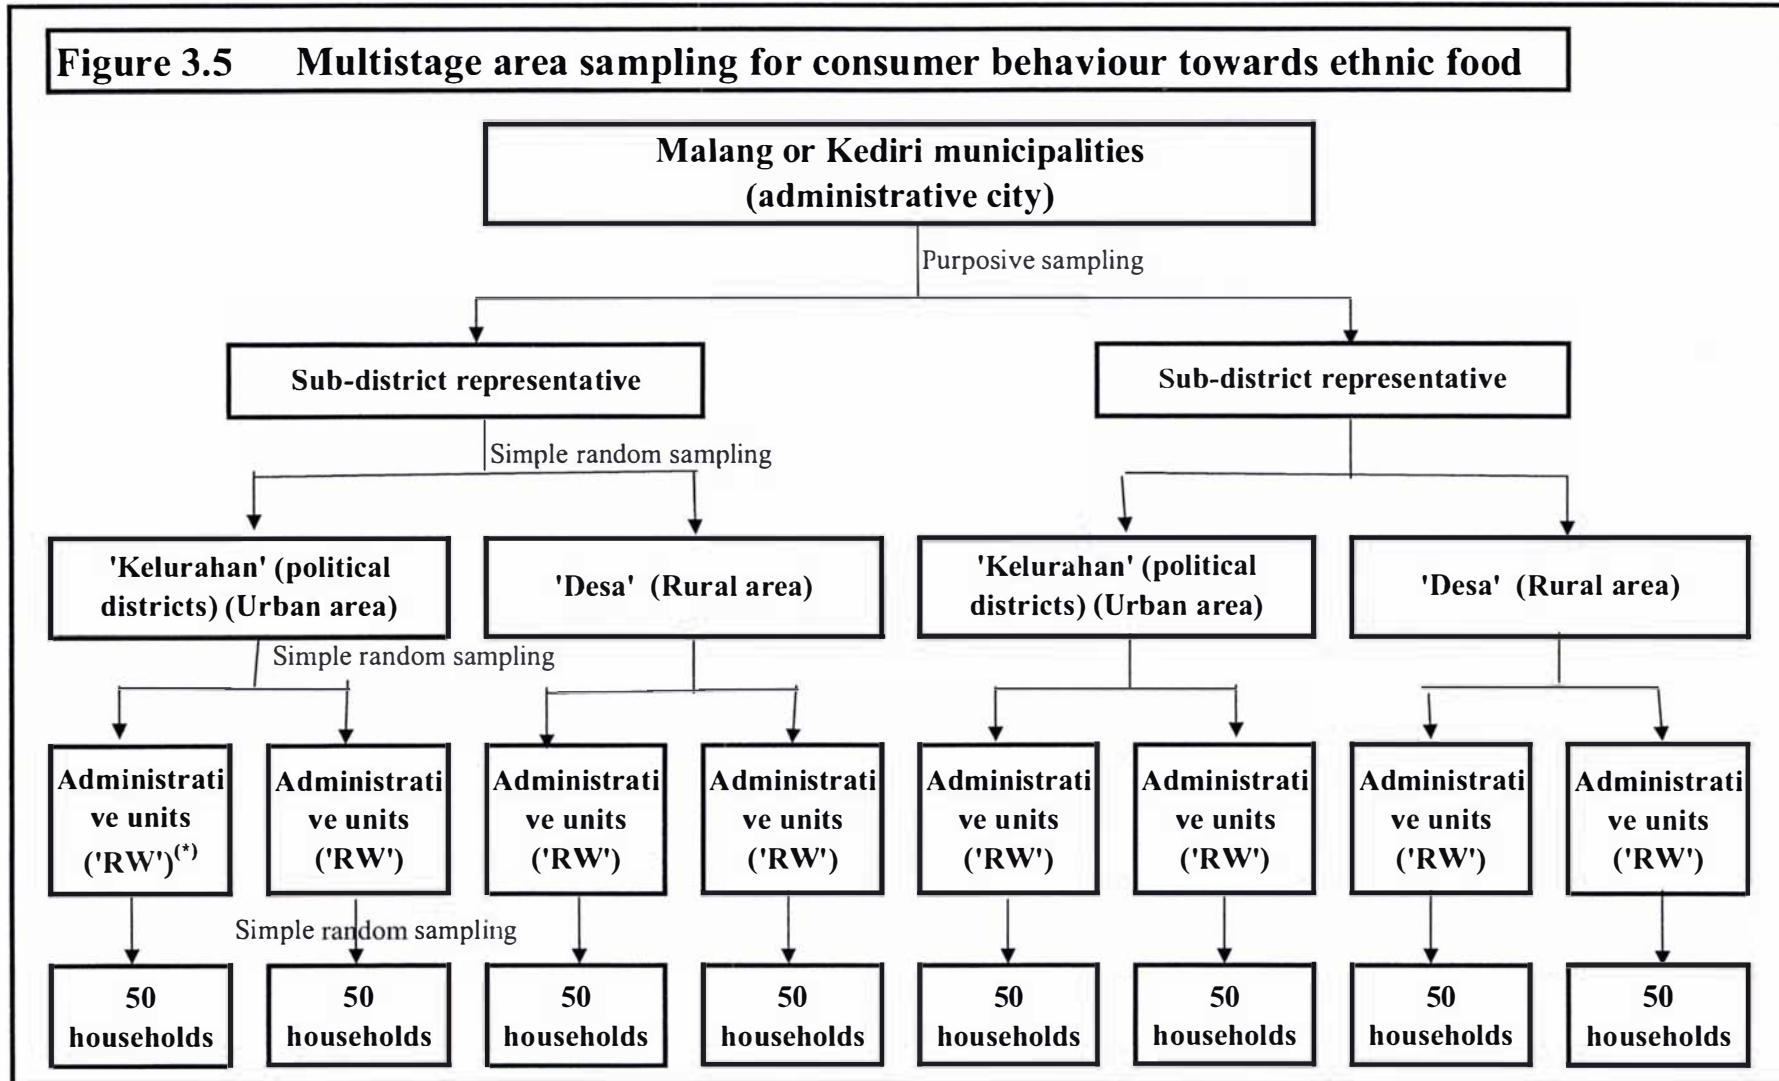 Figure 3.5 Multistage area sampling for consumer behaviour towards ethnic food
Malang or Kediri municipalities
(administrative city)
Purposive sampling
Sub-district representative
Sub-district representative
Simple random sampling
'Kelurahan' (political
districts) (Urban area)
'Desa' (Rural area)
'Kelurahan' (political
districts) (Urban area)
'Desa' (Rural area)
Simple random sampling
Administrati
ve units
('RW')(*)
Administrati
ve units
('RW')
Administrati
ve units
('RW')
Administrati
ve units
('RW')
Administrati
ve units
('RW')
Administrati
ve units
('RW')
Administrati
ve units
('RW')
Administrati
ve units
('RW')
Simple random sampling
50
households
50
households
50
households
50
households
50
households
50
households
50
households
50
households